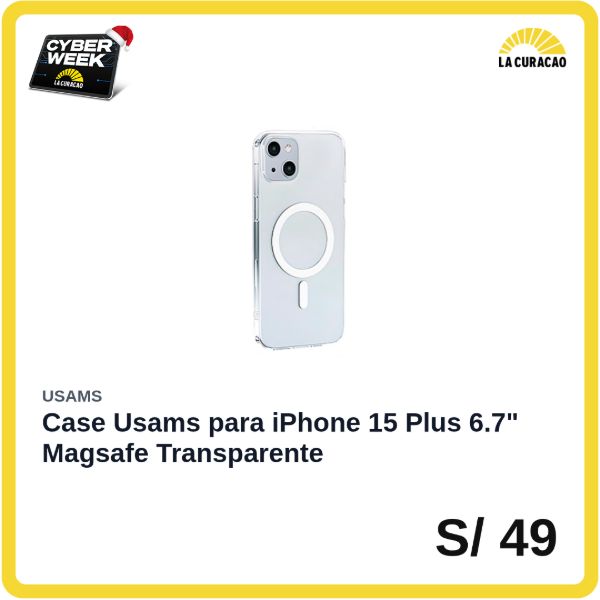 CYBER
WEEK
LA CURACAO
LA CURACAO
USAMS
Case Usams para iPhone 15 Plus 6.7"
Magsafe Transparente
S/ 49